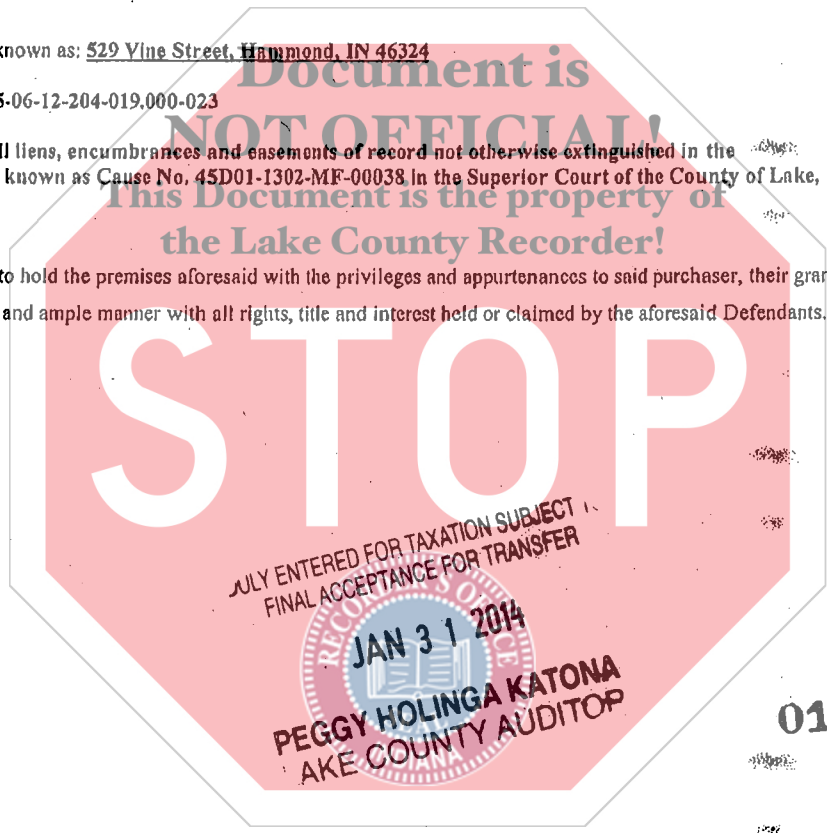 known as: 529 Vine Street, Hammond, IN 46324
Document is
5-06-12-204-019.000-023
NOT OFFICIAL!
ll liens, encumbrances and easements of record not otherwise extinguished in the
known as Cause No. 45D01-1302-MF-00038 in the Superior Court of the County of Lake,
This Document is the property of
the Lake County Recorder!
to hold the premises aforesaid with the privileges and appurtenances to said purchaser, their gran
and ample manner with all rights, title and interest held or claimed by the aforesaid Defendants.
STOP
ULY ENTERED FOR TAXATION SUBJECT
FINAL ACCEPTANCE FOR TRANSFER
RECORDER'S OFFICE
JAN 31 2014
PEGGY HOLINGA KATONA
AKE COUNTY AUDITOR
INDIANA
01